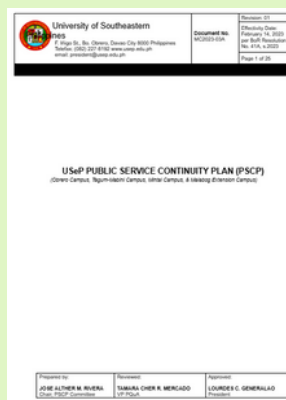 University of Southeastern
nes
F. Iñigo St., Bo. Obrero, Davao City 8000 Philippines
Telefax: (082) 227-8192 www.usep.edu.ph
email: president@usep.edu.ph
Document No.
MC2023-03A
Revision: 01
Effectivity Date:
February 14, 2023
per BoR Resolution
No. 41A, s.2023
Page 1 of 25
USeP PUBLIC SERVICE CONTINUITY PLAN (PSCP)
(Obrero Campus, Tagum-Mabini Campus, Mintal Campus, & Malabog Extension Campus)
Prepared by:
JOSE ALTHER M. RIVERA
Chair, PSCP Committee
Reviewed:
TAMARA CHER R. MERCADO
VP PQuA
Approved:
LOURDES C. GENERALAO
President